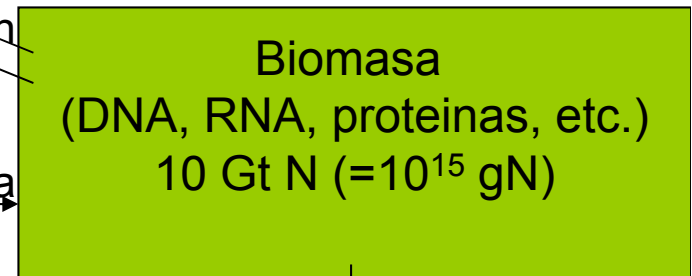 n
Biomasa
(DNA, RNA, proteinas, etc.)
10 Gt N (=10¹⁵ gN)
a